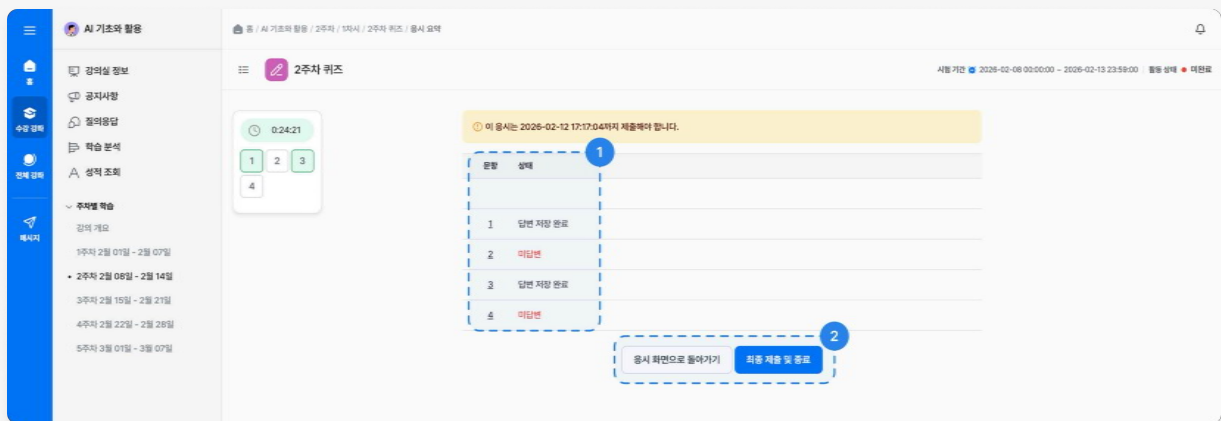 AI 기초와 활용
홈 / AI 기초와 활용 / 2주차 / 1차시 / 2주차 퀴즈 / 응시 요약
홈
수강 강좌
전체 강좌
메시지
강의실 정보
공지사항
질의응답
학습 분석
성적 조회
주차별 학습
강의 개요
1주차 2월 01일 - 2월 07일
2주차 2월 08일 - 2월 14일
3주차 2월 15일 - 2월 21일
4주차 2월 22일 - 2월 28일
5주차 3월 01일 - 3월 07일
2주차 퀴즈
시험 기간 2026-02-08 00:00:00 ~ 2026-02-13 23:59:00 활동 상태 미완료
0:24:21
1 2 3
4
이 응시는 2026-02-12 17:17:04까지 제출해야 합니다.
1
문항 상태
1 답변 저장 완료
2 미답변
3 답변 저장 완료
4 미답변
2
응시 화면으로 돌아가기 최종 제출 및 종료